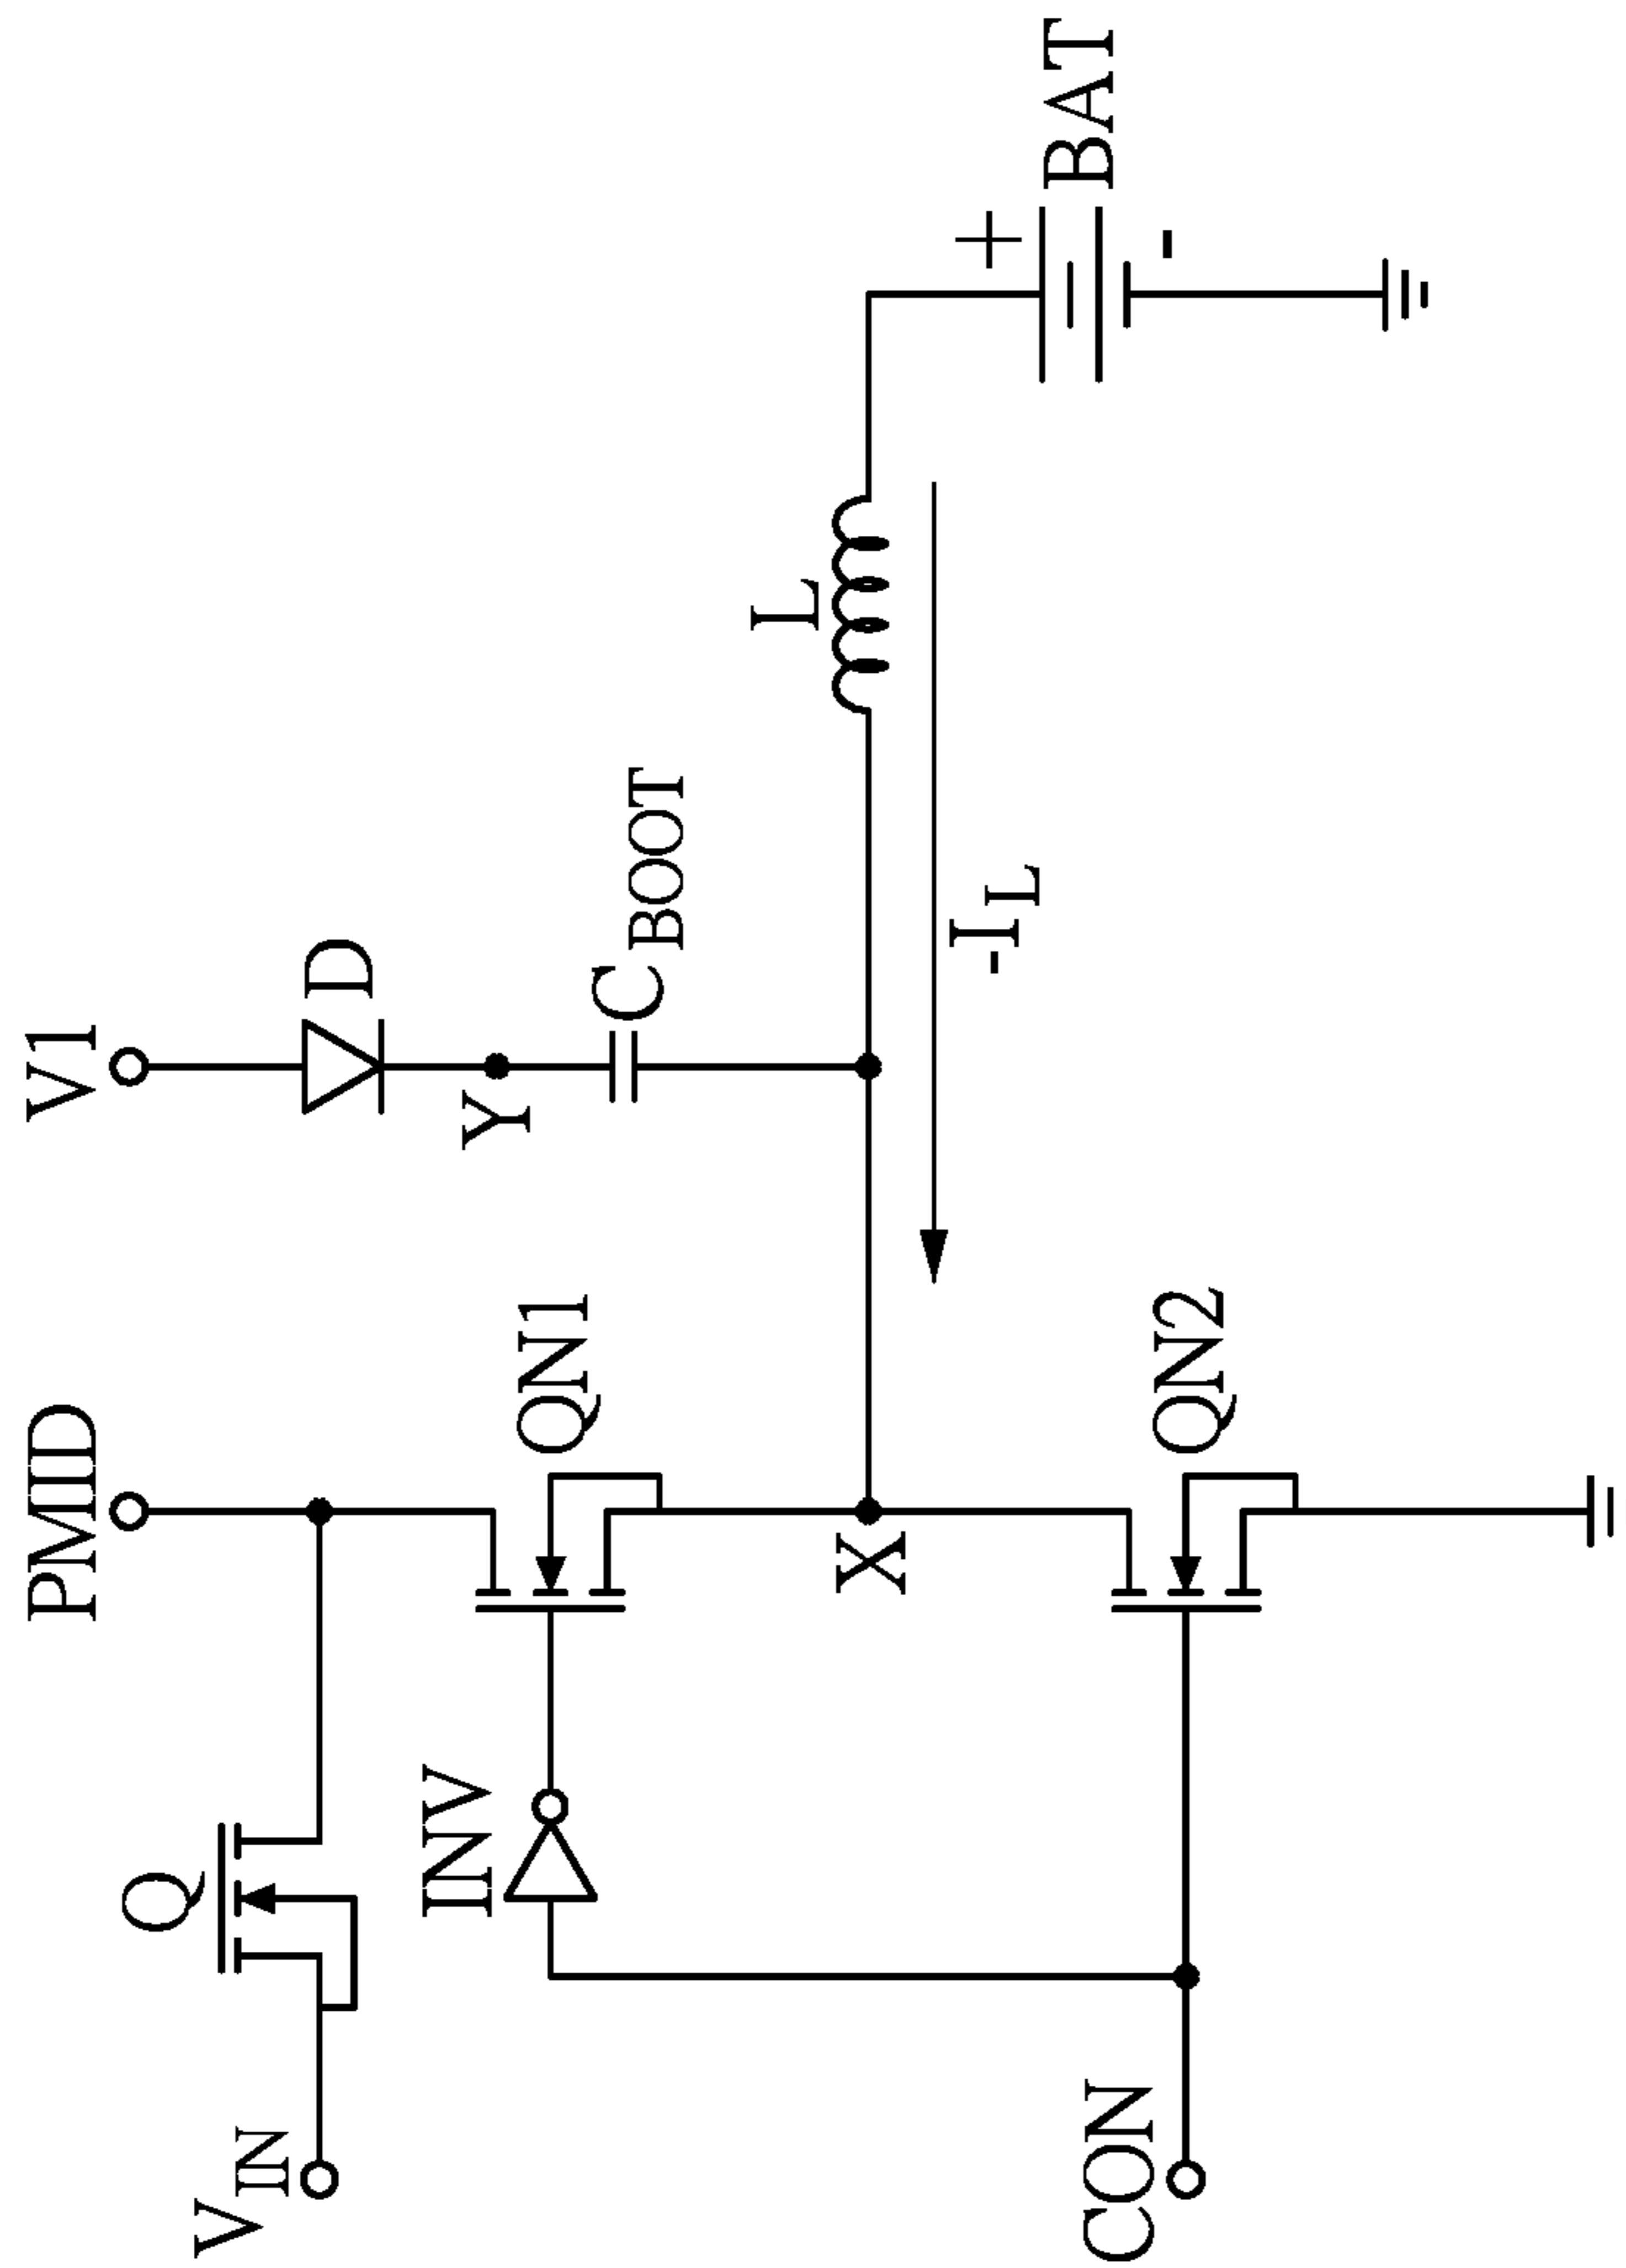 V1
PMID
D
Q
Y
C BOOT
QN1
INV
V IN
L
X
-I L
BAT
+
-
QN2
CON